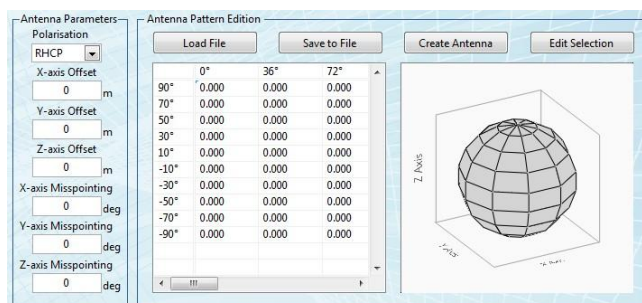 Antenna Parameters
Polarisation
RHCP
X-axis Offset
0 m
Y-axis Offset
0 m
Z-axis Offset
0 m
X-axis Misspointing
0 deg
Y-axis Misspointing
0 deg
Z-axis Misspointing
0 deg
Antenna Pattern Edition
Load File Save to File Create Antenna Edit Selection
0° 36° 72°
90° 0.000 0.000 0.000
70° 0.000 0.000 0.000
50° 0.000 0.000 0.000
30° 0.000 0.000 0.000
10° 0.000 0.000 0.000
-10° 0.000 0.000 0.000
-30° 0.000 0.000 0.000
-50° 0.000 0.000 0.000
-70° 0.000 0.000 0.000
-90° 0.000 0.000 0.000
Z Axis
Y Axis
X Axis